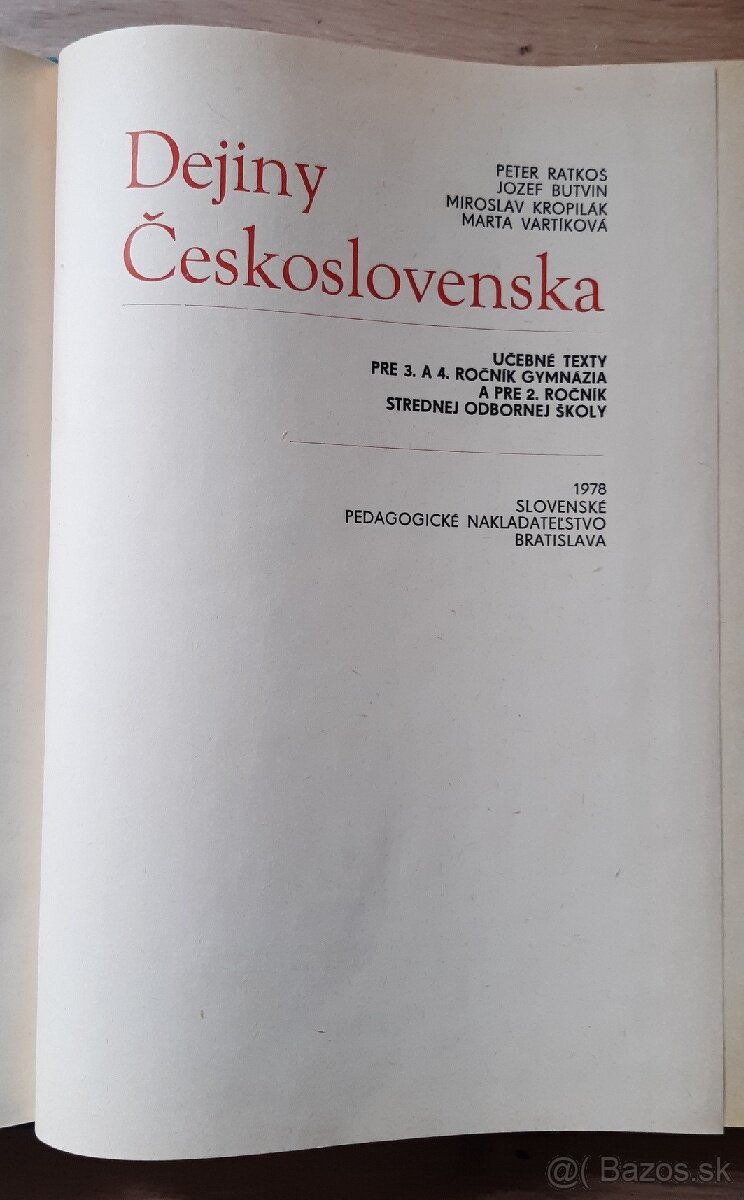 Dejiny
PETER RATKOŠ
JOZEF BUTVIN
MIROSLAV KROPILÁK
MARTA VARTÍKOVÁ
Československa
UČEBNÉ TEXTY
PRE 3. A 4. ROČNÍK GYMNÁZIA
A PRE 2. ROČNÍK
STREDNEJ ODBORNEJ ŠKOLY
1978
SLOVENSKÉ
PEDAGOGICKÉ NAKLADATEĽSTVO
BRATISLAVA
@( Bazos.sk